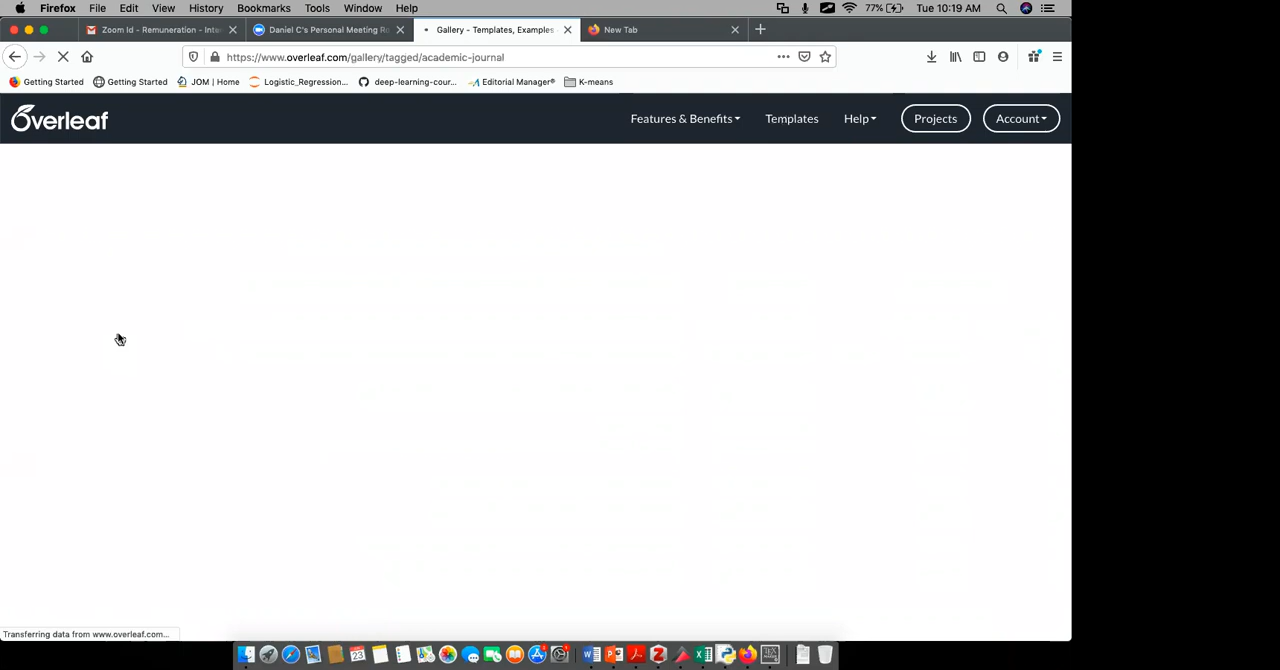 Firefox File Edit View History Bookmarks Tools Window Help 77% Tue 10:19 AM
Zoom Id - Remuneration - Inte Daniel C's Personal Meeting Ro Gallery - Templates, Examples New Tab
https://www.overleaf.com/gallery/tagged/academic-journal
Getting Started Getting Started JOM | Home Logistic_Regression... deep-learning-cour... Editorial Manager® K-means
Overleaf Features & Benefits Templates Help Projects Account
Transferring data from www.overleaf.com...